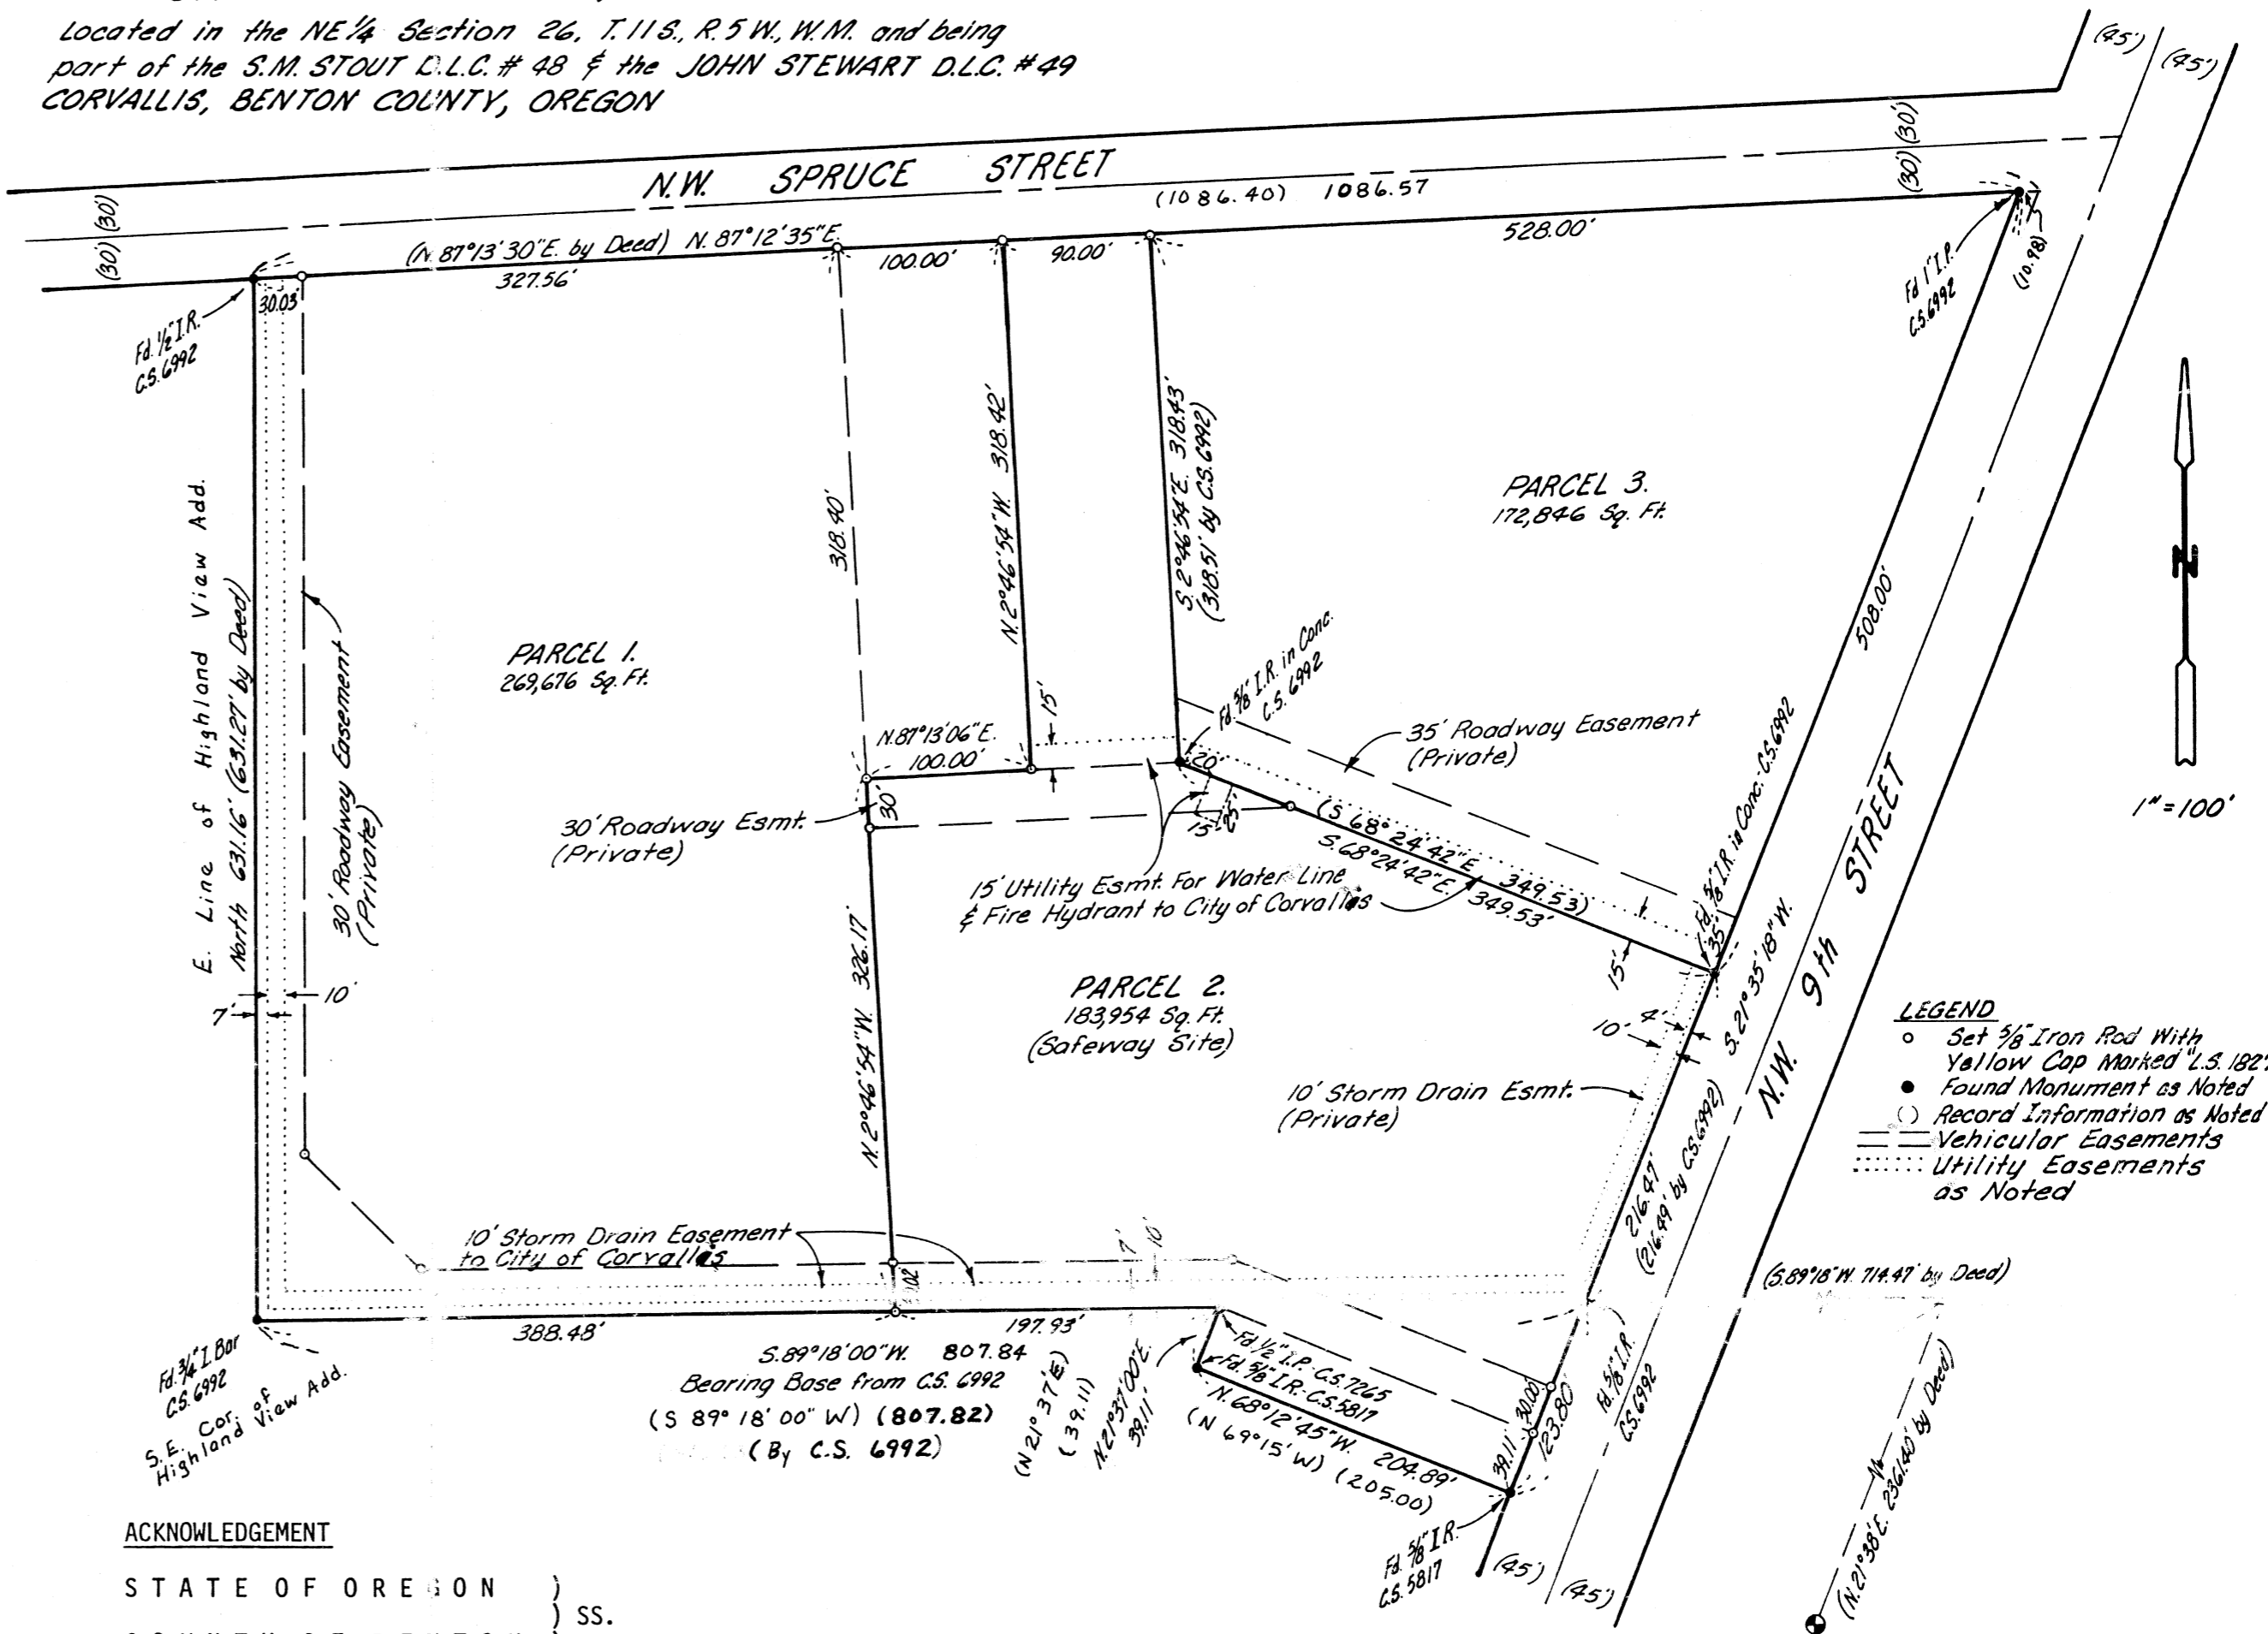 Located in the NE 1/4 Section 26, T. 11 S., R. 5 W., W.M. and being
part of the S.M. STOUT D.L.C. # 48 & the JOHN STEWART D.L.C. # 49
CORVALLIS, BENTON COUNTY, OREGON
(45')
(45')
N.W. SPRUCE STREET
(1086.40) 1086.57
(30') (30')
(30') (30')
(N. 87°13'30"E. by Deed) N. 87°12'35"E.
327.56'
100.00'
90.00'
528.00'
30.03'
Fd. 1/2" I.R.
C.S. 6992
Fd 1" I.P.
C.S. 6992
(10.98)
E. Line of Highland View Add.
North 631.16' (631.27' by Deed)
30' Roadway Easement
(Private)
318.40'
N. 2°46'54"W. 318.42'
S. 2°46'54"E. 318.43'
(318.51' by C.S. 6992)
PARCEL 3.
172,846 Sq. Ft.
508.00'
PARCEL 1.
269,676 Sq. Ft.
Fd. 5/8" I.R. in Conc.
C.S. 6992
15'
N. 87°13'06"E.
100.00'
20'
35' Roadway Easement
(Private)
1" = 100'
30'
30' Roadway Esmt.
(Private)
15'
25'
(S 68°24'42"E 349.53)
S. 68°24'42"E. 349.53'
15' Utility Esmt. For Water Line
& Fire Hydrant to City of Corvallis
Fd. 5/8" I.R. in Conc.-C.S. 6992
35'
15'
N. 2°46'54"W. 326.17'
PARCEL 2.
183,954 Sq. Ft.
(Safeway Site)
7'
10'
10'
4'
S. 21°35'18"W.
N.W. 9th STREET
10' Storm Drain Esmt.
(Private)
216.47'
(216.49' by C.S. 6992)
LEGEND
Set 5/8" Iron Rod With
Yellow Cap Marked "L.S. 182
Found Monument as Noted
( ) Record Information as Noted
Vehicular Easements
Utility Easements
as Noted
10' Storm Drain Easement
to City of Corvallis
7'
10'
(S. 89°18'W. 714.47' by Deed)
388.48'
197.93'
S. 89°18'00"W. 807.84
Bearing Base from C.S. 6992
(S 89° 18' 00" W) (807.82)
(By C.S. 6992)
Fd. 3/4" I. Bar
C.S. 6992
S.E. Cor. of
Highland View Add.
(N 21° 37' E)
(39.11)
N. 21°37'00"E.
39.11'
Fd. 1/2" I.P.-C.S. 7265
Fd. 5/8" I.R.-C.S. 5817
N. 68°12'45"W. 204.89'
(N 69°15' W) (205.00)
30.00'
39.11'
123.80'
Fd. 5/8" I.R.
C.S. 6992
Fd. 5/8" I.R.
C.S. 5817
(45')
(45')
(N. 21°38'E. 2361.40' by Deed)
ACKNOWLEDGEMENT
STATE OF OREGON )
) SS.